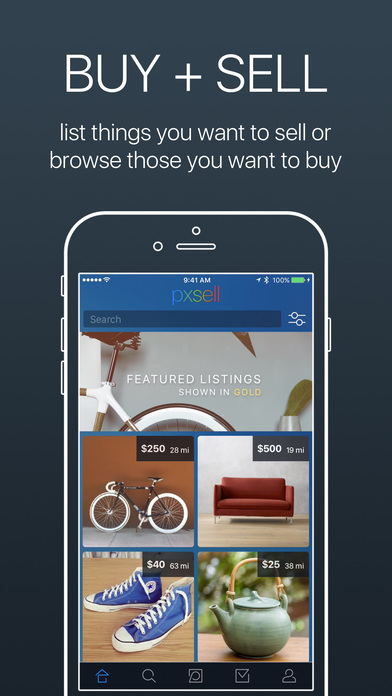 BUY + SELL
list things you want to sell or
browse those you want to buy
9:41 AM
100%
pxsell
Search
FEATURED LISTINGS
SHOWN IN GOLD
$250 28 mi
$500 19 mi
$40 63 mi
$25 38 mi